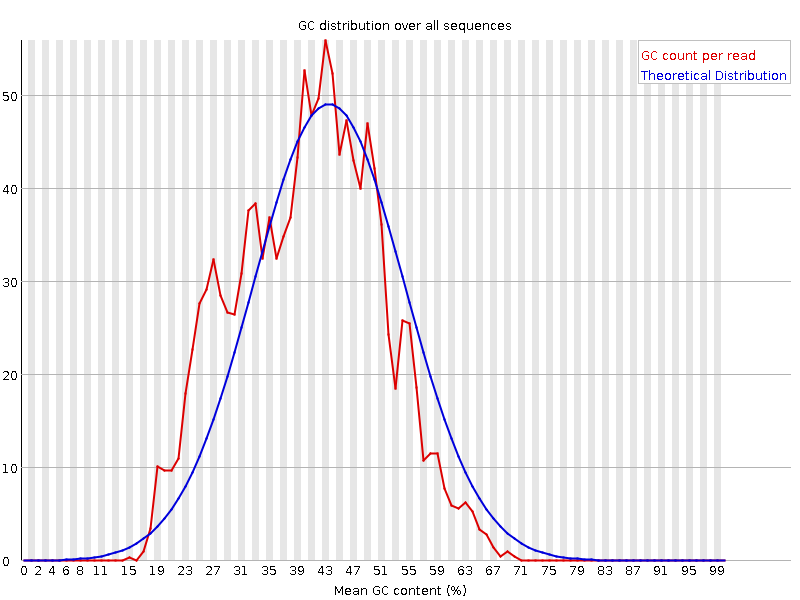 GC distribution over all sequences
GC count per read
Theoretical Distribution
50
40
30
20
10
0
0 2 4 6 8 11 15 19 23 27 31 35 39 43 47 51 55 59 63 67 71 75 79 83 87 91 95 99
Mean GC content (%)